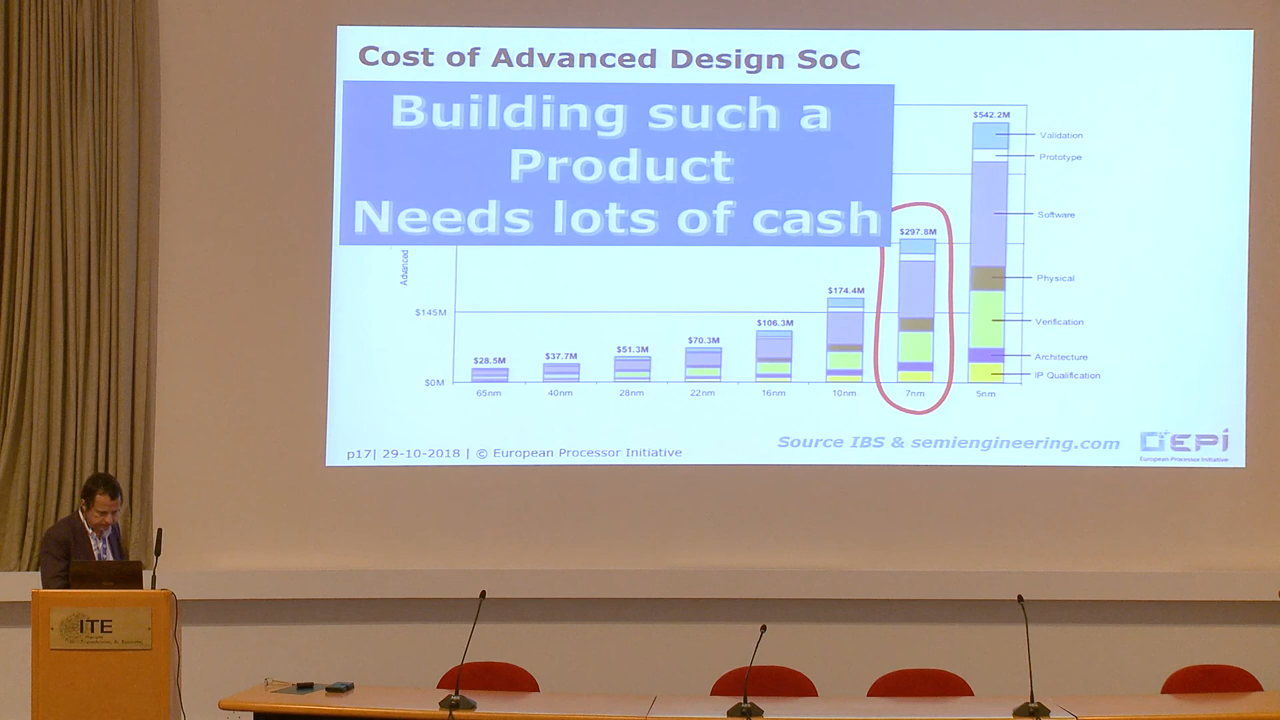 Cost of Advanced Design SoC
Building such a
Product
Needs lots of cash
Advanced
$145M
$0M
$28.5M
$37.7M
$51.3M
$70.3M
$106.3M
$174.4M
$297.8M
$542.2M
65nm
40nm
28nm
22nm
16nm
10nm
7nm
5nm
Validation
Prototype
Software
Physical
Verification
Architecture
IP Qualification
Source IBS & semiengineering.com
p17| 29-10-2018 | © European Processor Initiative
EPI
European Processor Initiative
ITE